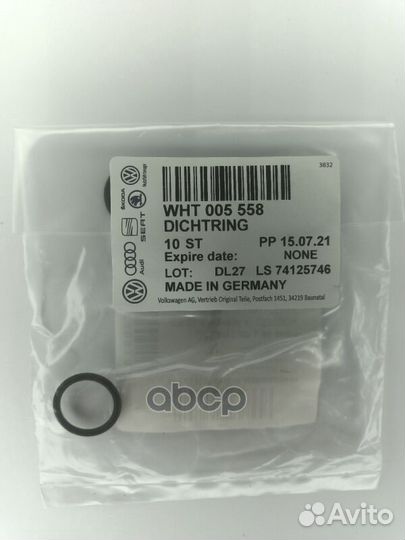 3832
WHT 005 558
DICHTRING
10 ST PP 15.07.21
Expire date: NONE
LOT: DL27 LS 74125746
MADE IN GERMANY
Volkswagen AG, Vertrieb Original Teile, Postfach 1451, 34219 Baunatal
ŠKODA
Nutzfahrzeuge
SEAT
Audi
abcp
Avito